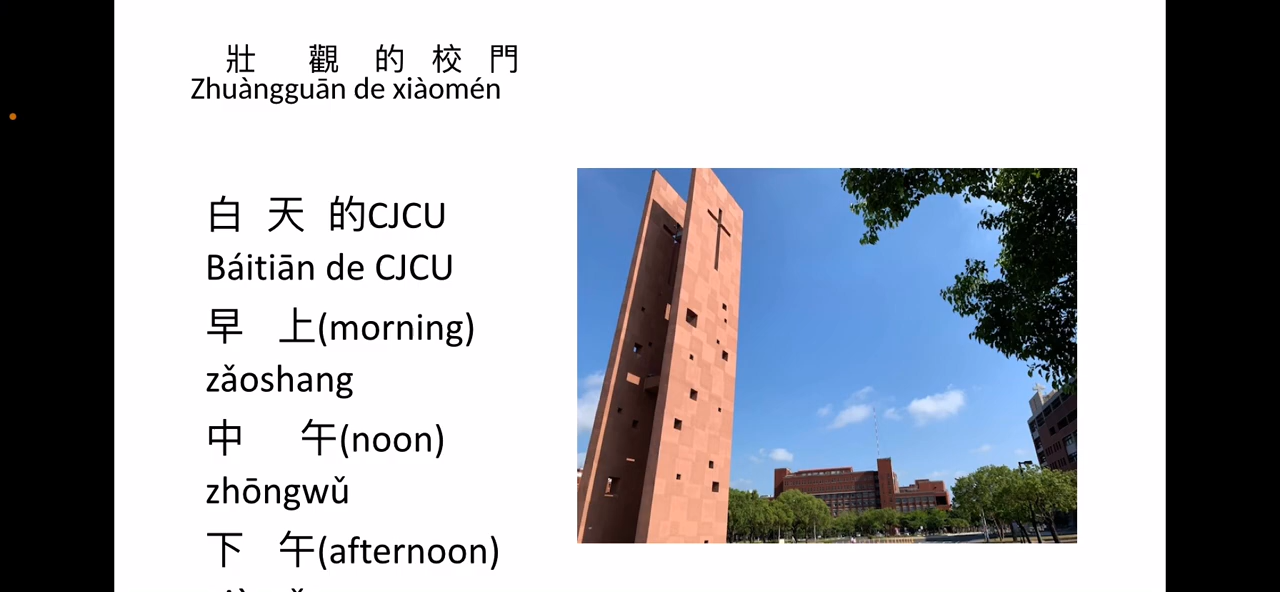 壯 觀 的 校 門
Zhuàngguān de xiàomén
白 天 的CJCU
Báitiān de CJCU
早 上(morning)
zǎoshang
中 午(noon)
zhōngwǔ
下 午(afternoon)